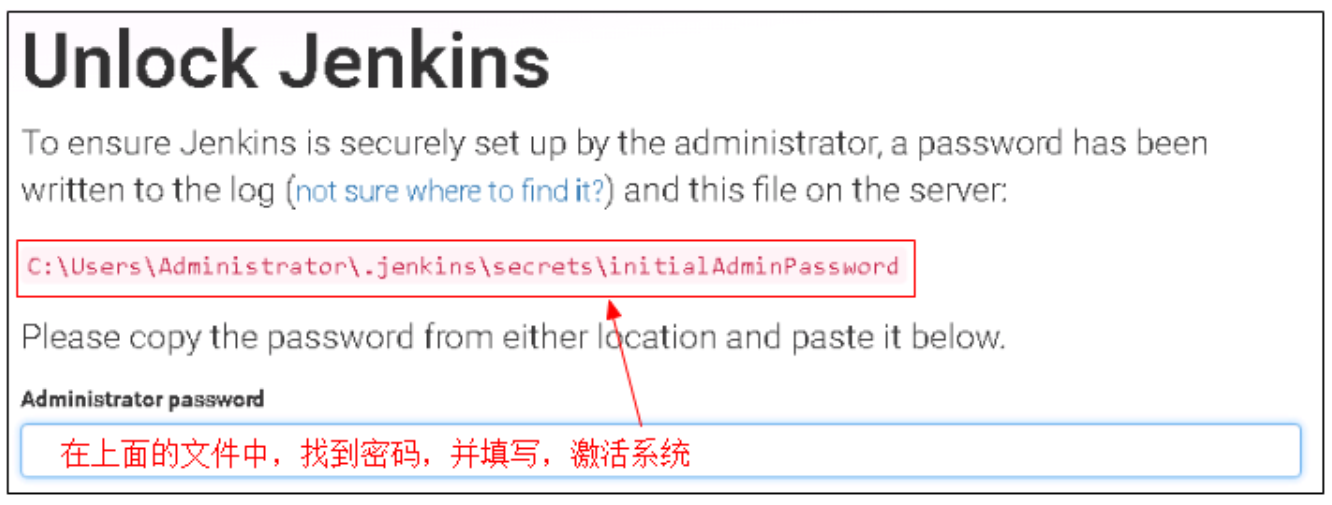 Unlock Jenkins
To ensure Jenkins is securely set up by the administrator, a password has been
written to the log (not sure where to find it?) and this file on the server:
C:\Users\Administrator\.jenkins\secrets\initialAdminPassword
Please copy the password from either location and paste it below.
Administrator password
在上面的文件中，找到密码，并填写，激活系统